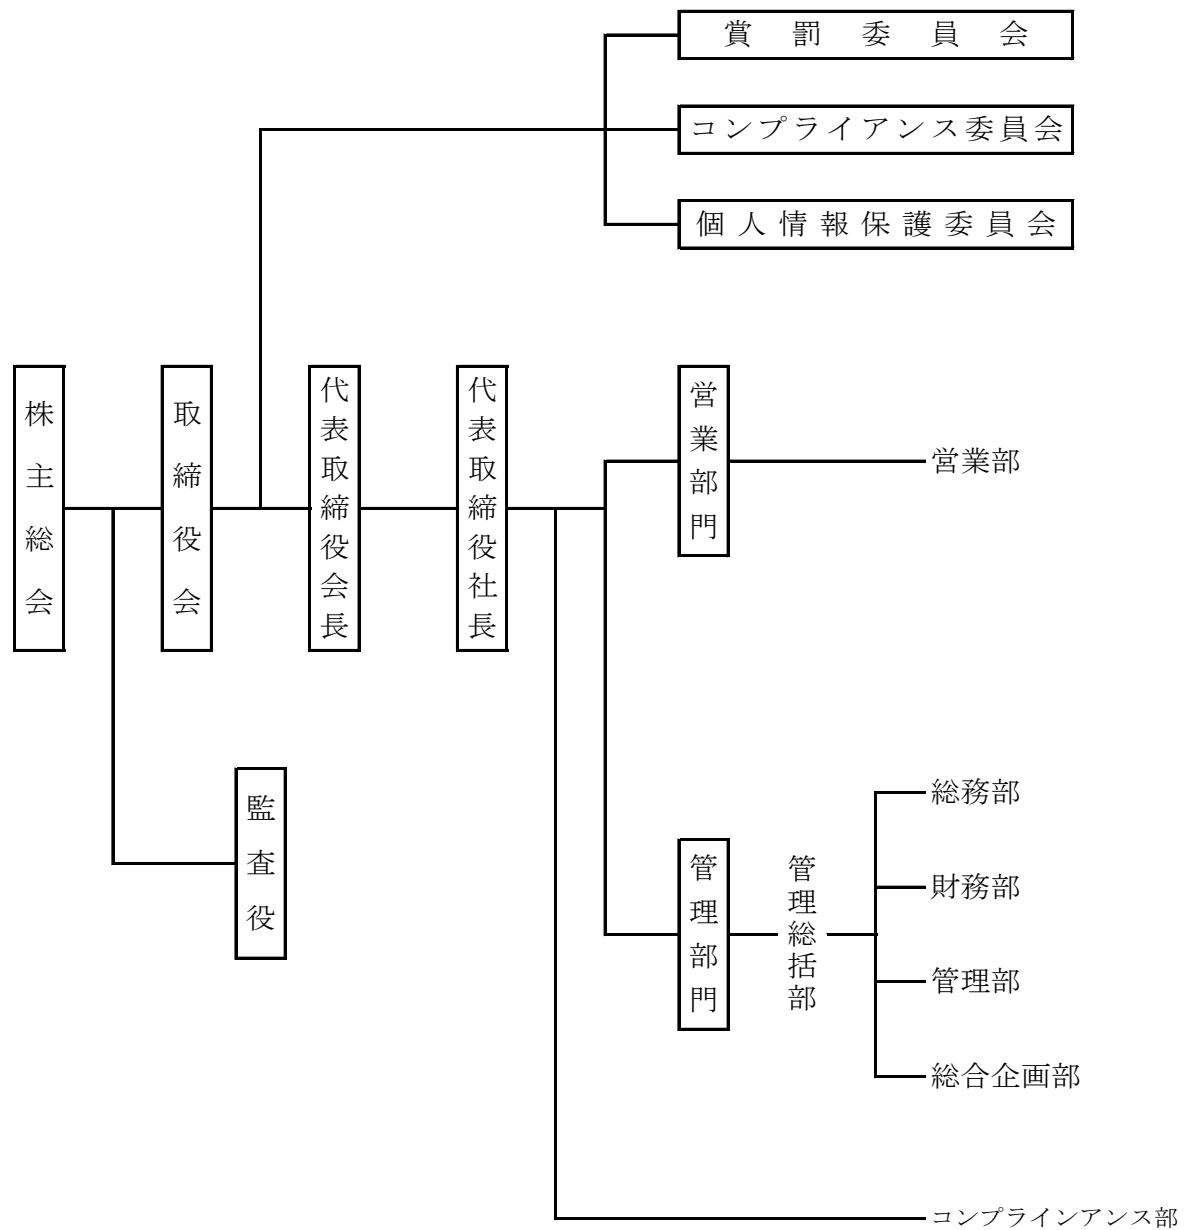 賞罰委員会
コンプライアンス委員会
個人情報保護委員会
株主総会
取締役会
代表取締役会長
代表取締役社長
営業部門
営業部
監査役
管理部門
管理総括部
総務部
財務部
管理部
総合企画部
コンプラインアンス部